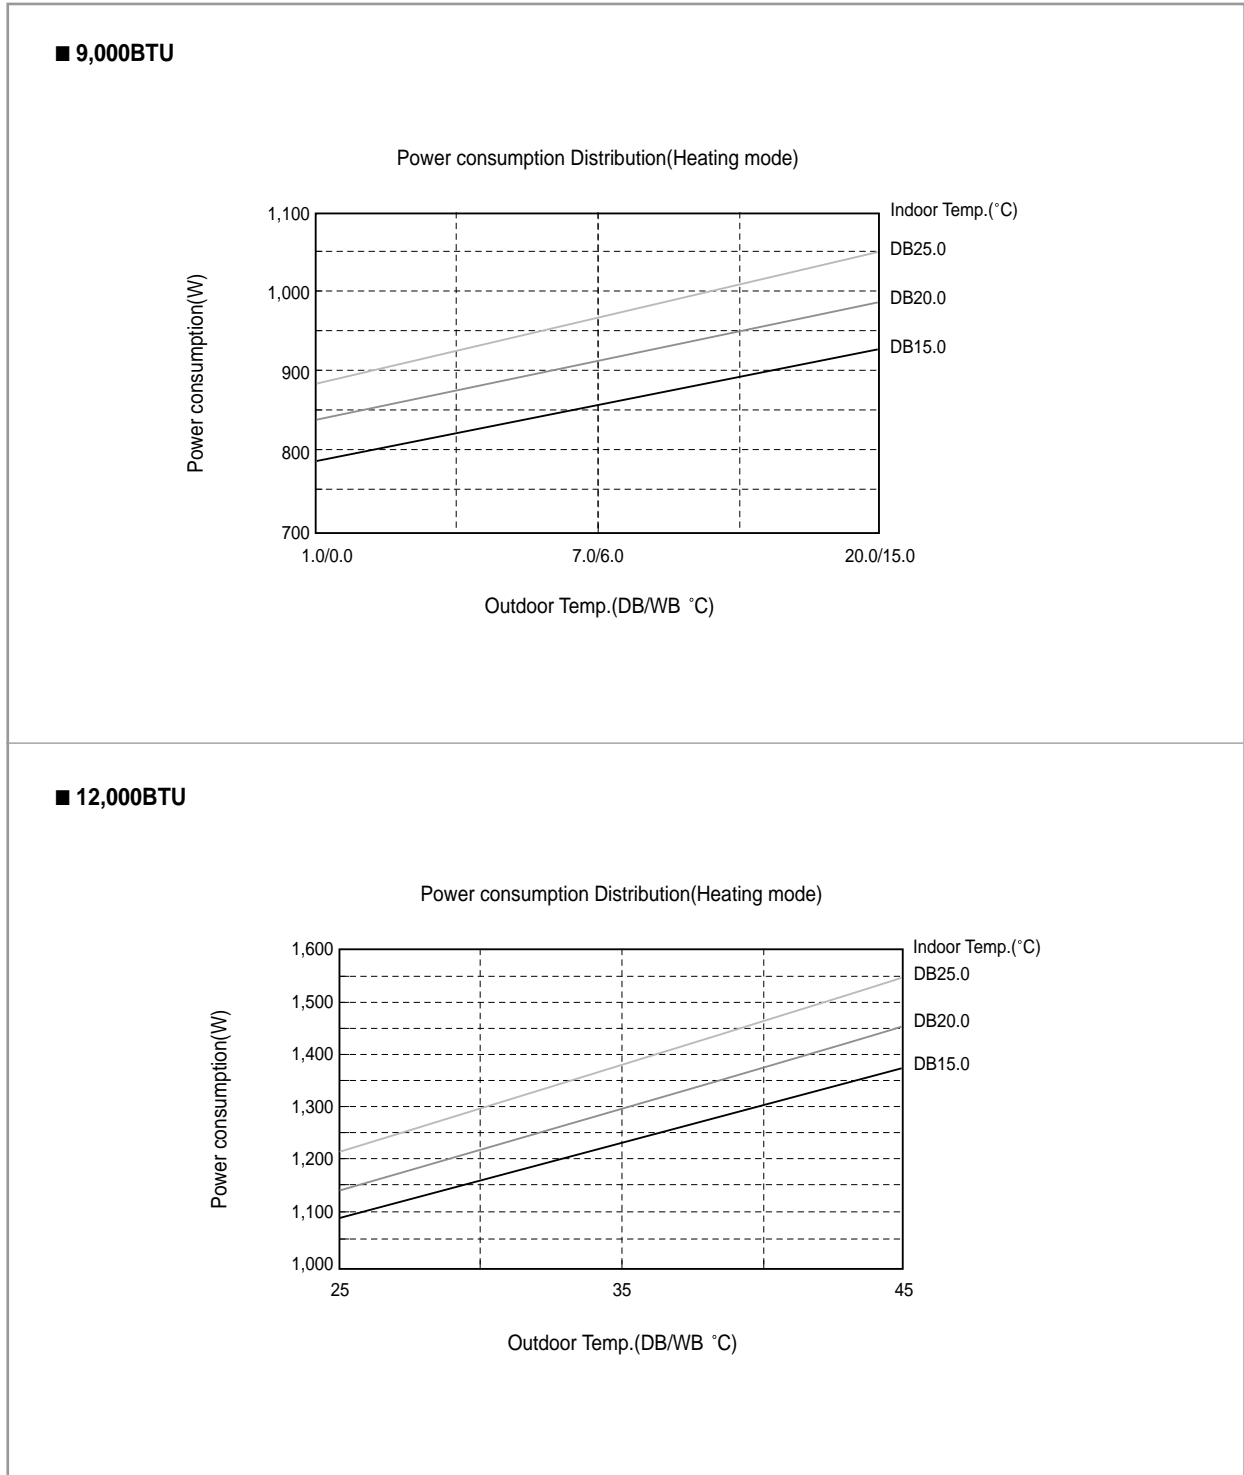 ■ 9,000BTU
Power consumption Distribution(Heating mode)
Power consumption(W)
1,100
1,000
900
800
700
1.0/0.0 7.0/6.0 20.0/15.0
Outdoor Temp.(DB/WB ˚C)
Indoor Temp.(˚C)
DB25.0
DB20.0
DB15.0
■ 12,000BTU
Power consumption Distribution(Heating mode)
Power consumption(W)
1,600
1,500
1,400
1,300
1,200
1,100
1,000
25 35 45
Outdoor Temp.(DB/WB ˚C)
Indoor Temp.(˚C)
DB25.0
DB20.0
DB15.0